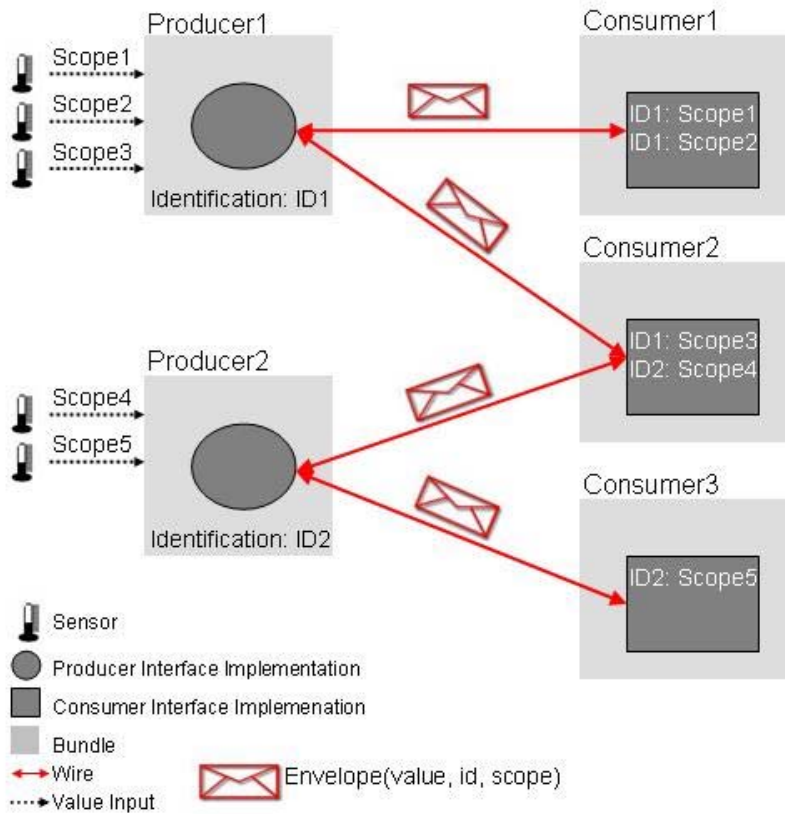 Producer1
Scope1
Scope2
Scope3
Identification: ID1
Consumer1
ID1: Scope1
ID1: Scope2
Consumer2
ID1: Scope3
ID2: Scope4
Producer2
Scope4
Scope5
Identification: ID2
Consumer3
ID2: Scope5
Sensor
Producer Interface Implementation
Consumer Interface Implemenation
Bundle
Wire
Value Input
Envelope(value, id, scope)